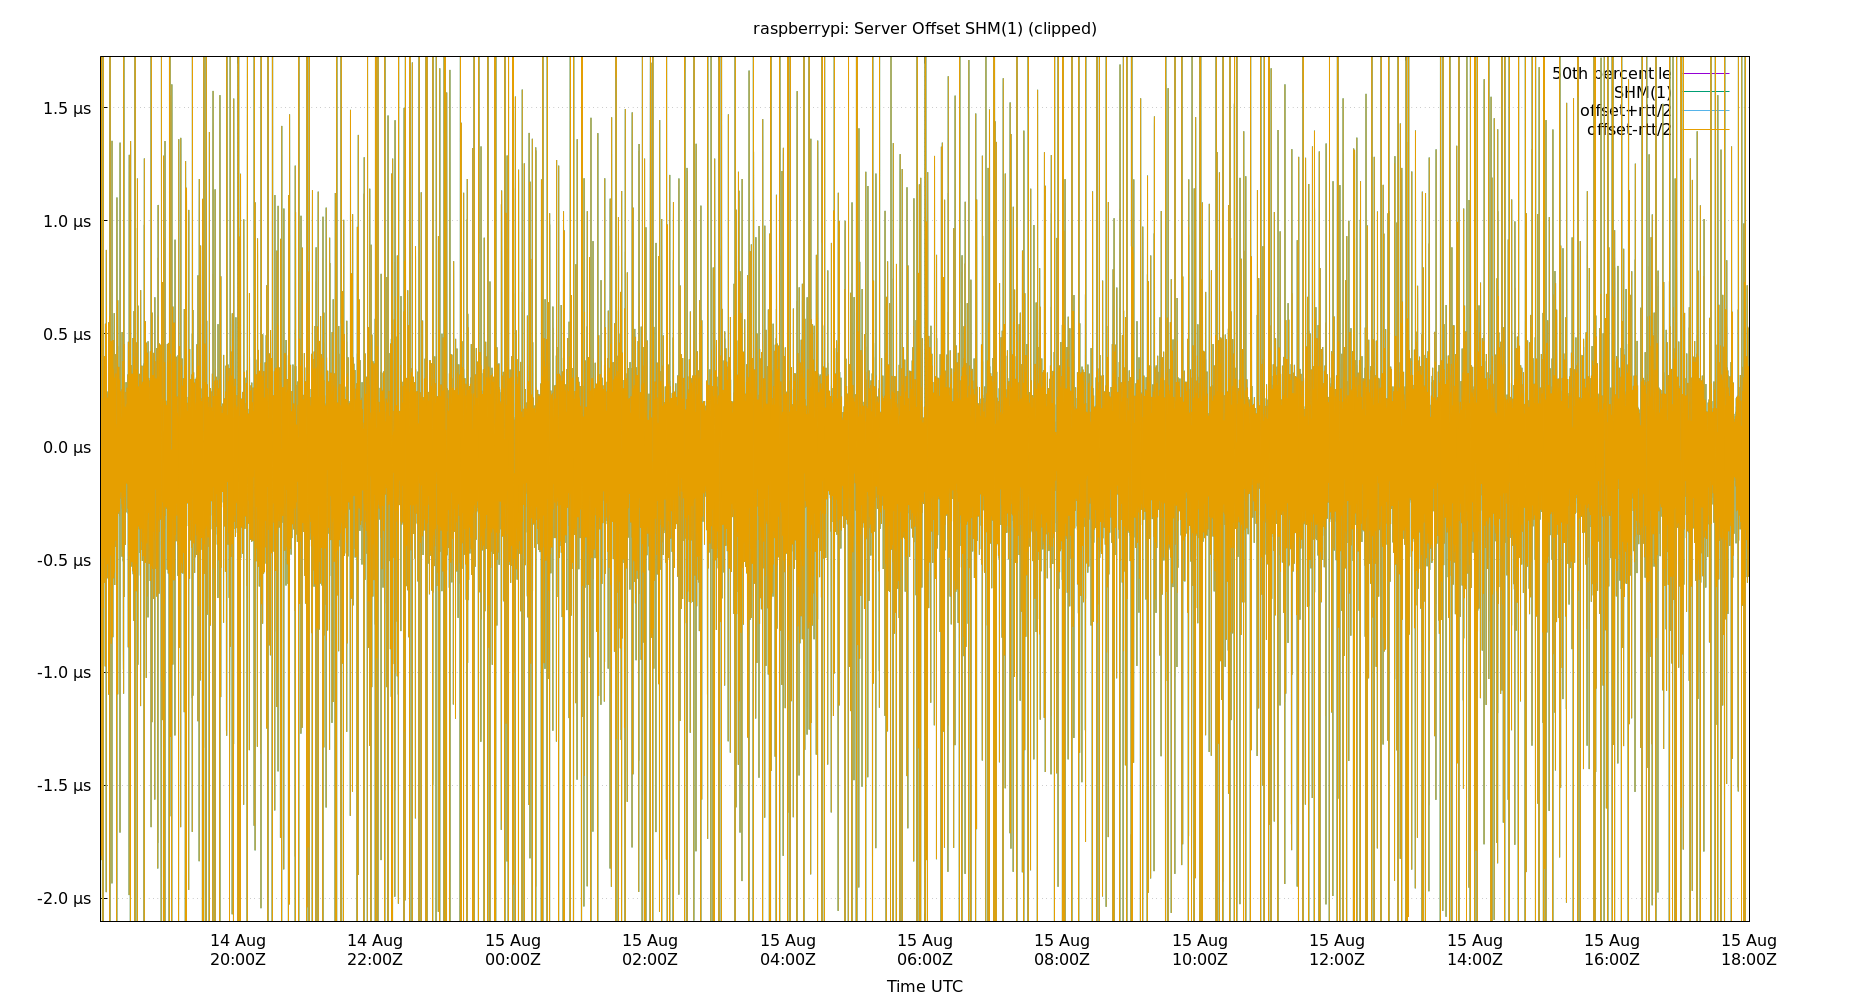 raspberrypi: Server Offset SHM(1) (clipped)
50th percentile
SHM(1)
offset+rtt/2
offset-rtt/2
1.5 µs
1.0 µs
0.5 µs
0.0 µs
-0.5 µs
-1.0 µs
-1.5 µs
-2.0 µs
14 Aug 14 Aug 15 Aug 15 Aug 15 Aug 15 Aug 15 Aug 15 Aug 15 Aug 15 Aug 15 Aug 15 Aug
20:00Z 22:00Z 00:00Z 02:00Z 04:00Z 06:00Z 08:00Z 10:00Z 12:00Z 14:00Z 16:00Z 18:00Z
Time UTC